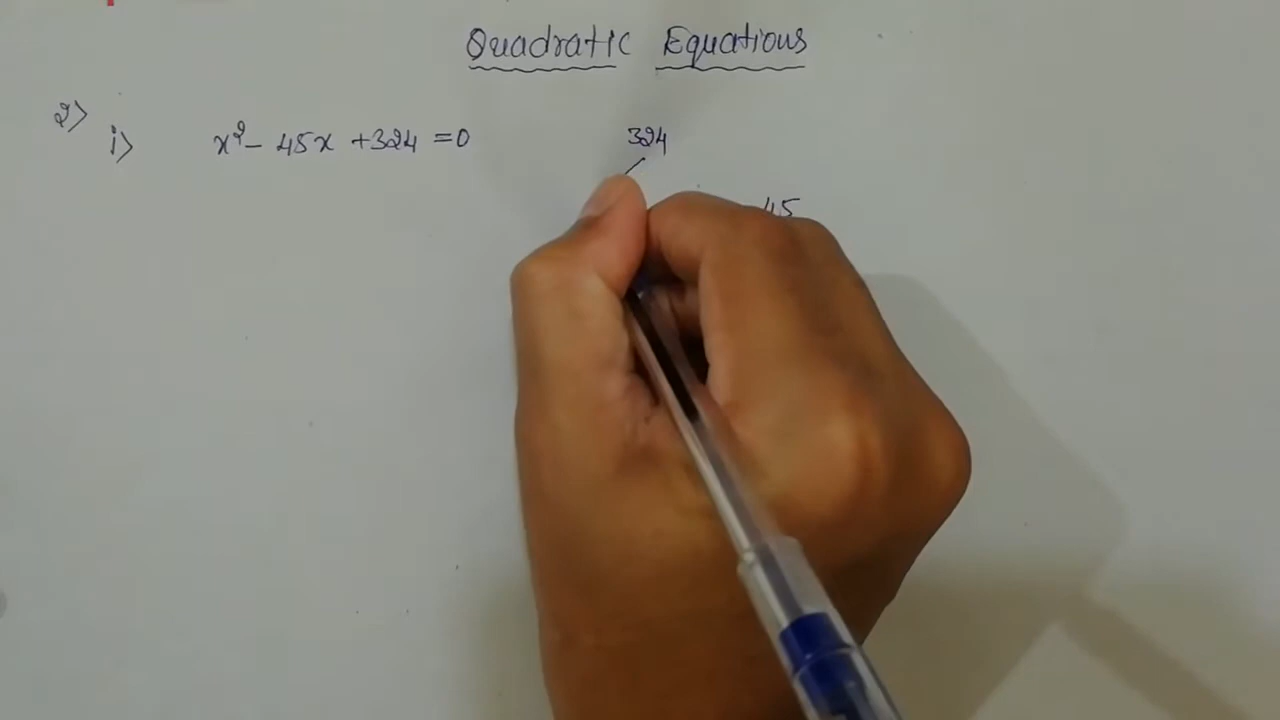 Quadratic Equations
2) i) x² - 45x + 324 = 0 324
45